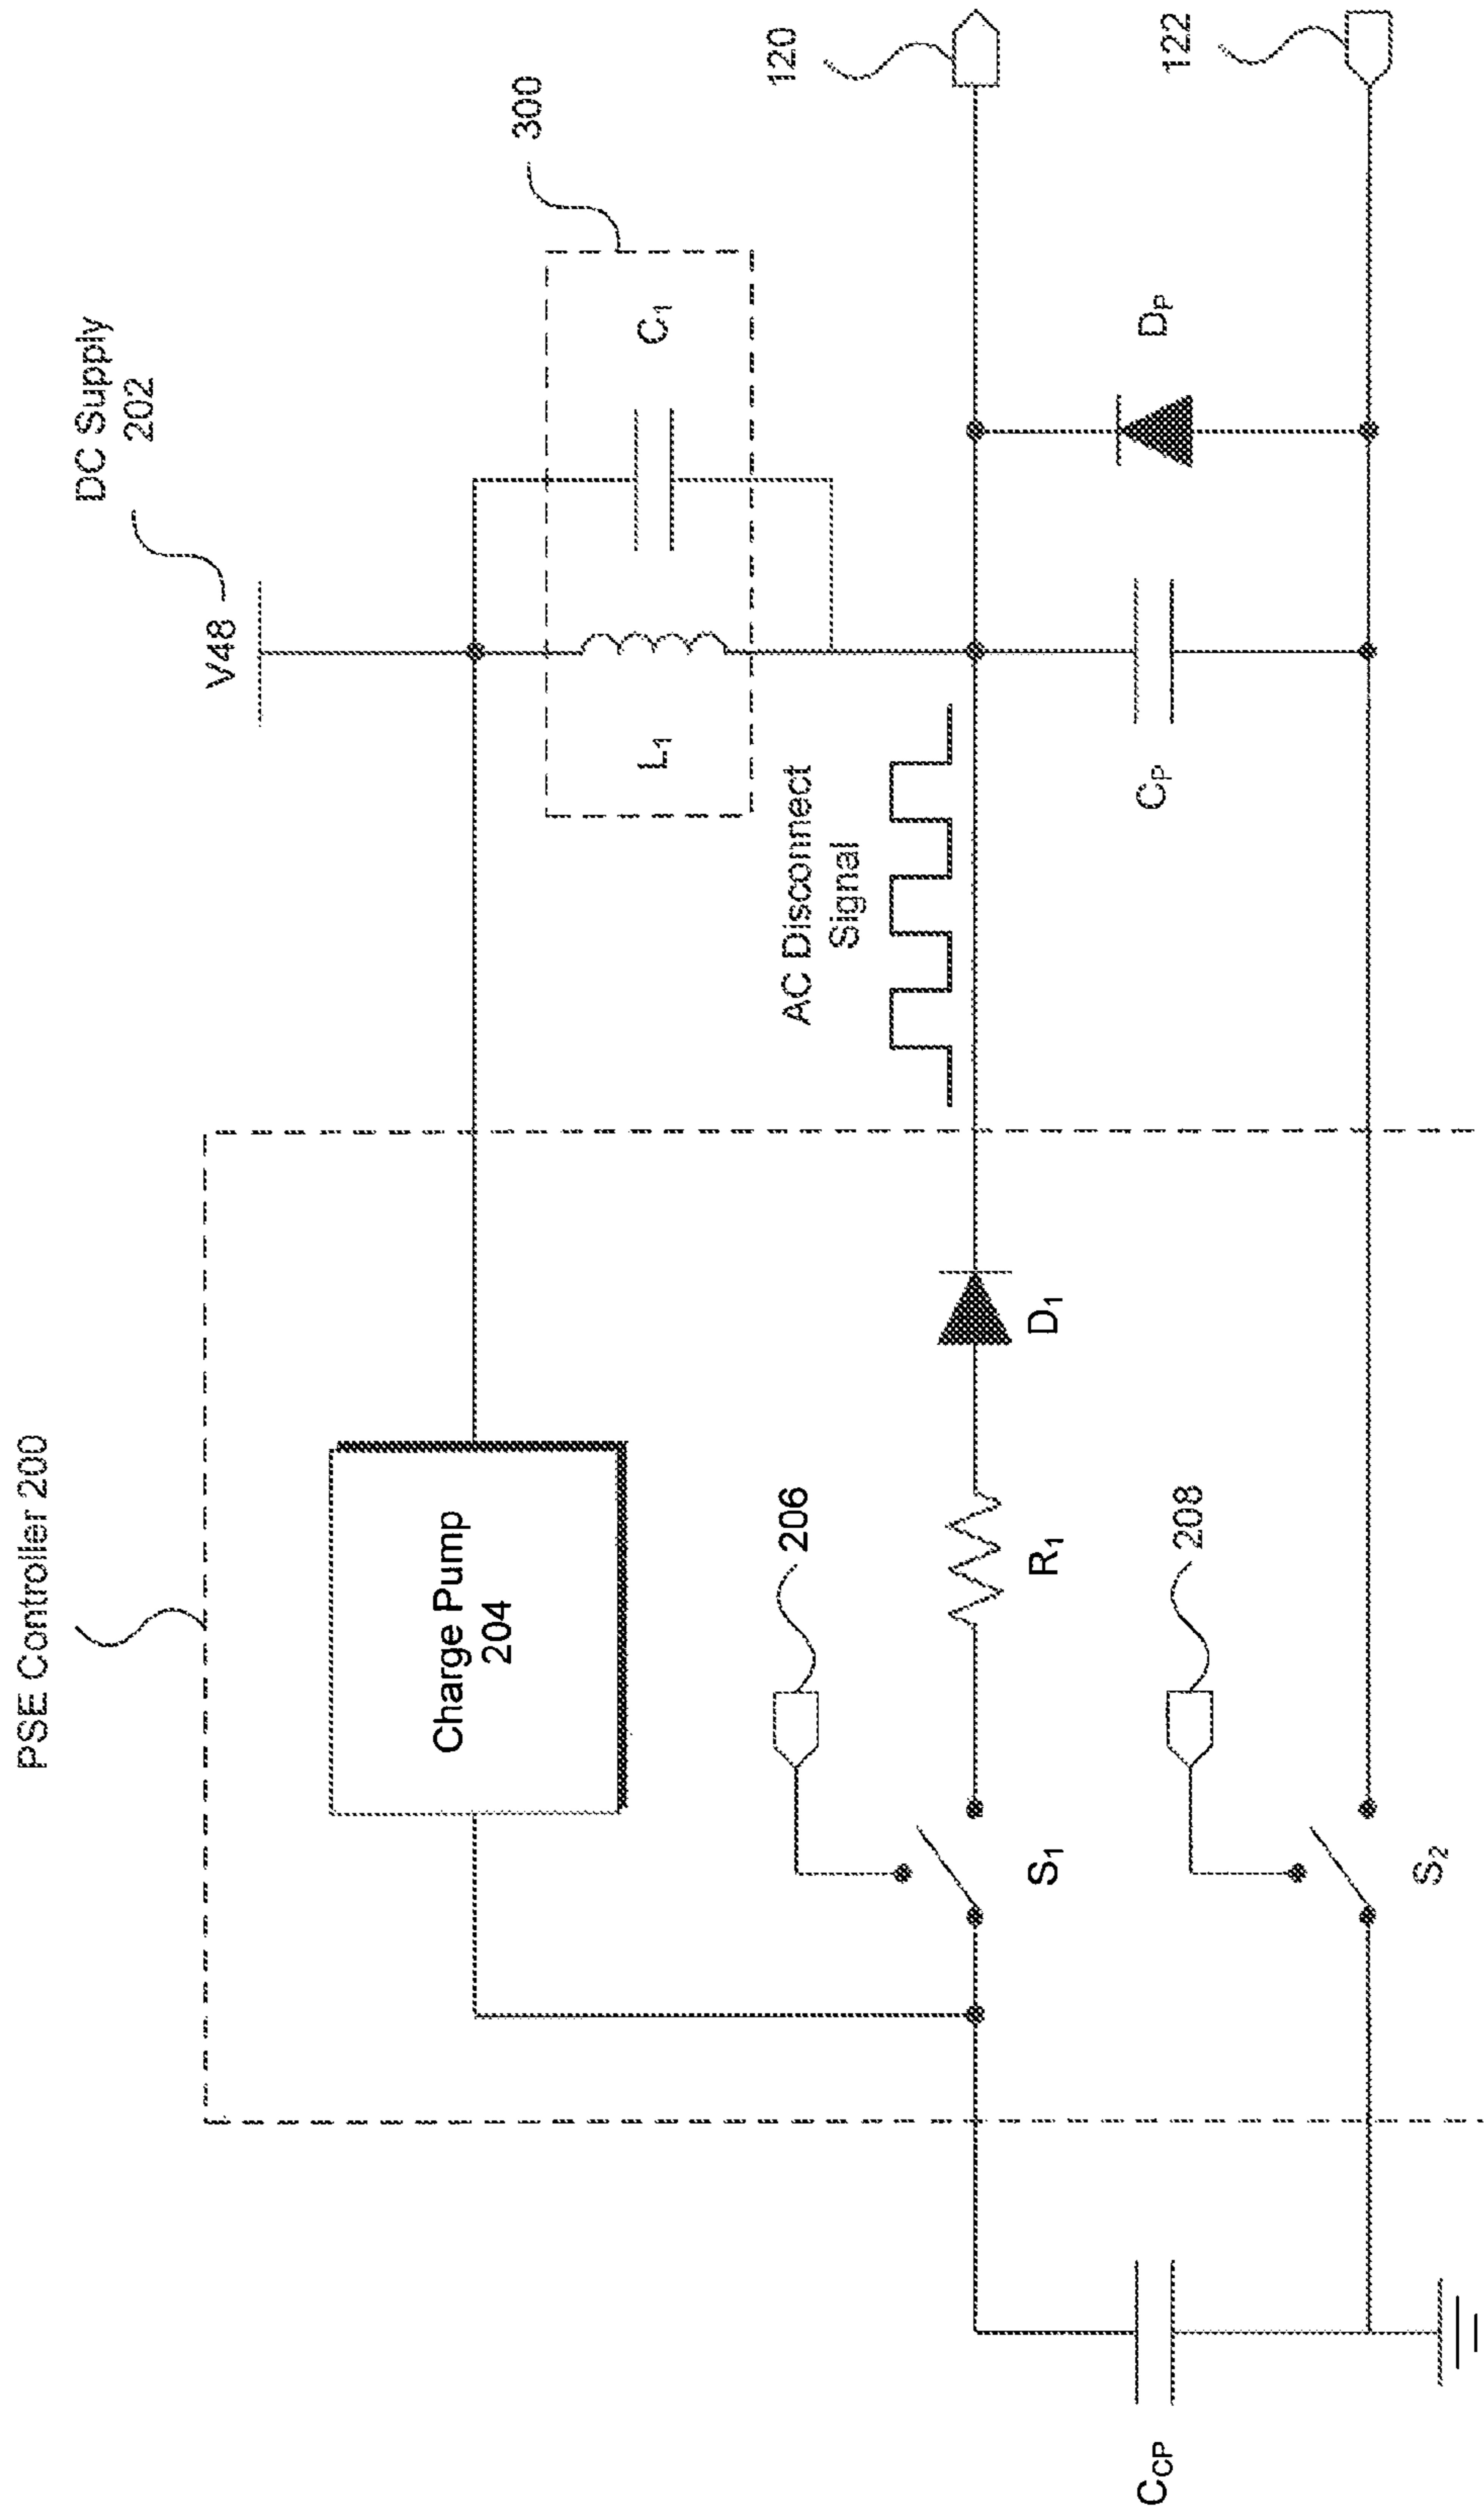 PSE Controller 200
DC Supply
202
V48
300
Charge Pump
204
L1
C1
206
AC Disconnect
Signal
120
R1
D1
S1
208
122
CCP
CP
DP
S2